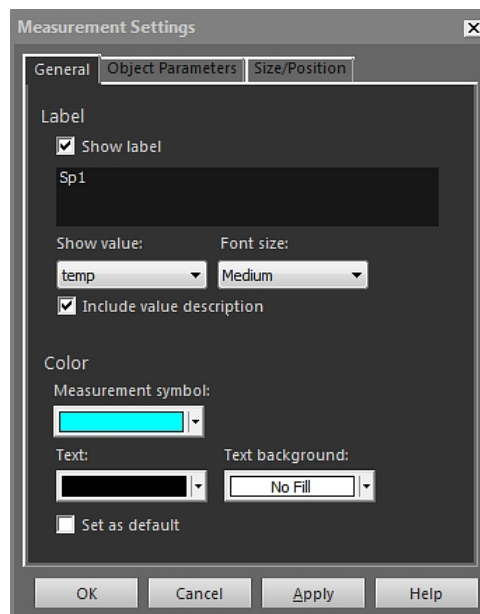 Measurement Settings
General Object Parameters Size/Position
Label
Show label
Sp1
Show value: Font size:
temp Medium
Include value description
Color
Measurement symbol:
Text: Text background:
No Fill
Set as default
OK Cancel Apply Help